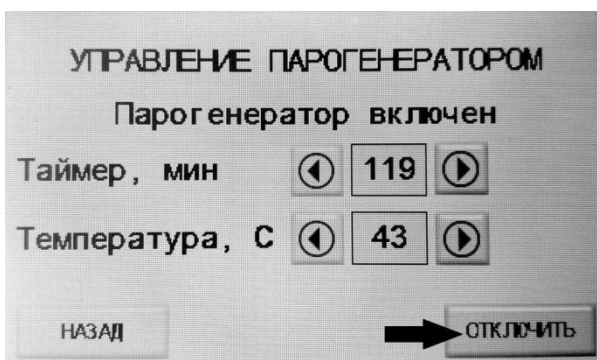 УПРАВЛЕНИЕ ПАРОГЕНЕРАТОРОМ
Парогенератор включен
Таймер, мин 119
Температура, С 43
НАЗАД ОТКЛЮЧИТЬ